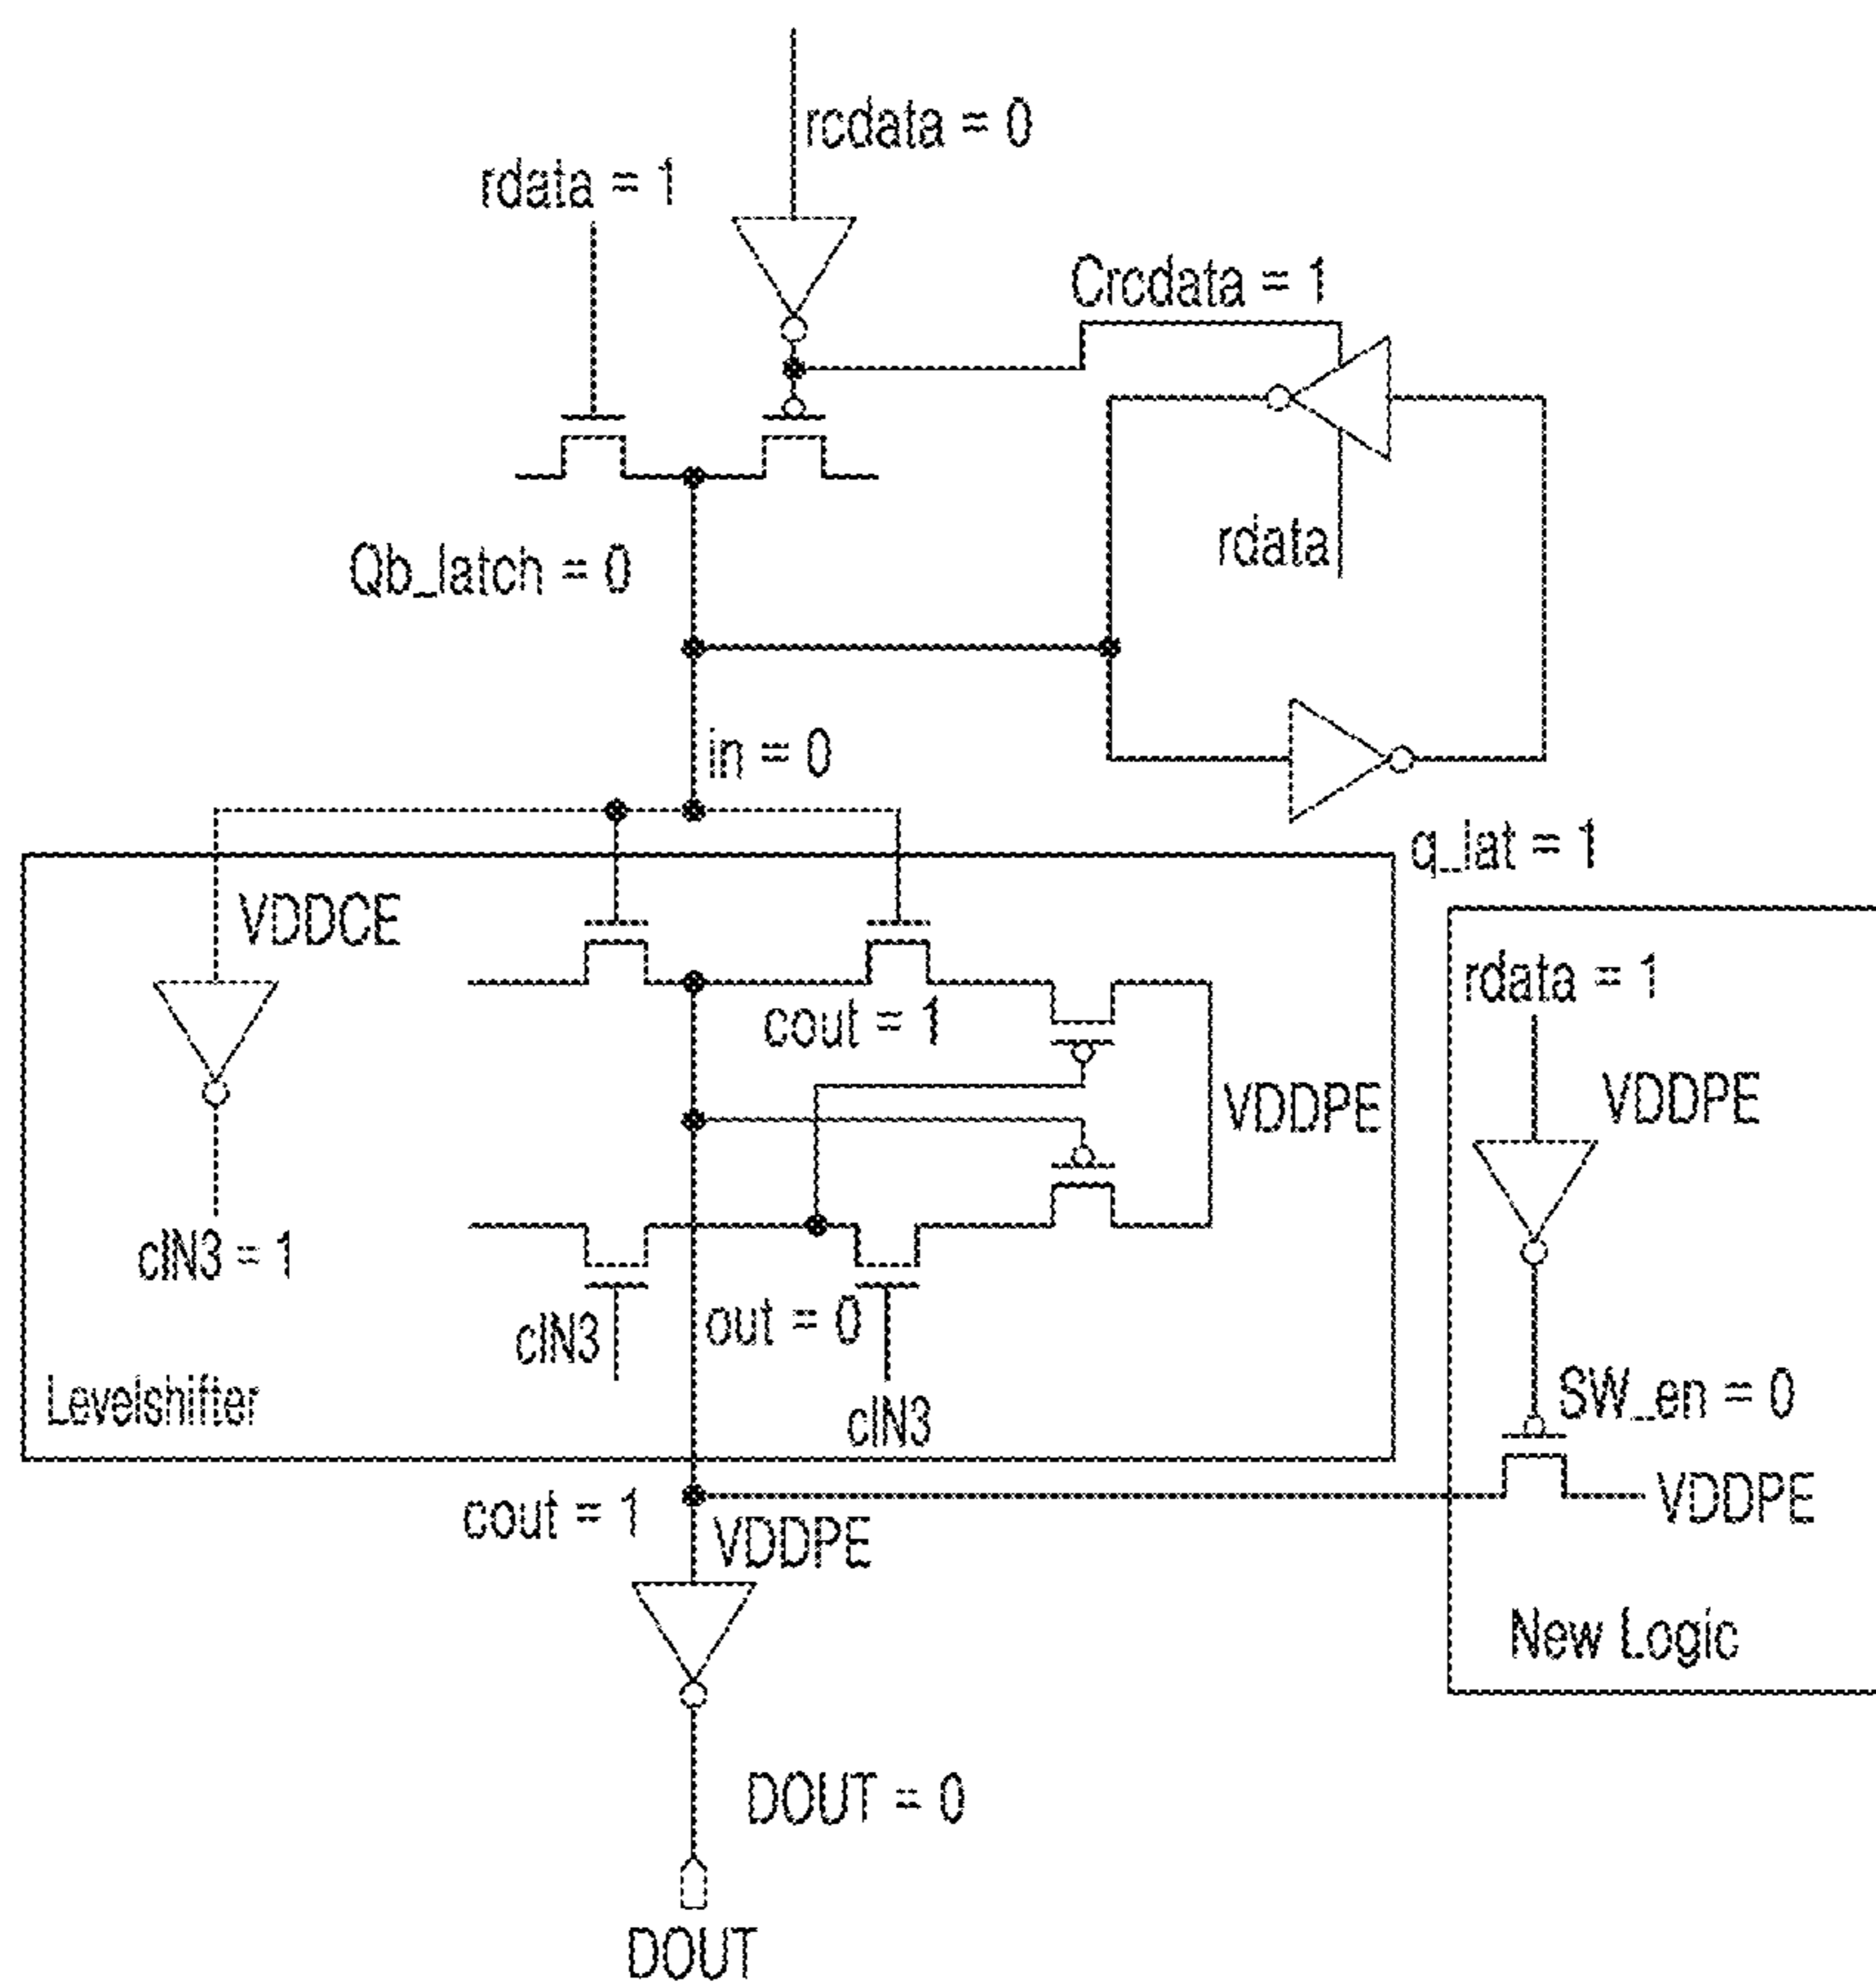 rcdata = 0
rdata = 1
Crcdata = 1
rdata
Qb_latch = 0
in = 0
q_lat = 1
VDDCE
rdata = 1
cout = 1
VDDPE
VDDPE
cIN3 = 1
cIN3
out = 0
cIN3
Levelshifter
SW_en = 0
VDDPE
cout = 1
VDDPE
New Logic
DOUT = 0
DOUT